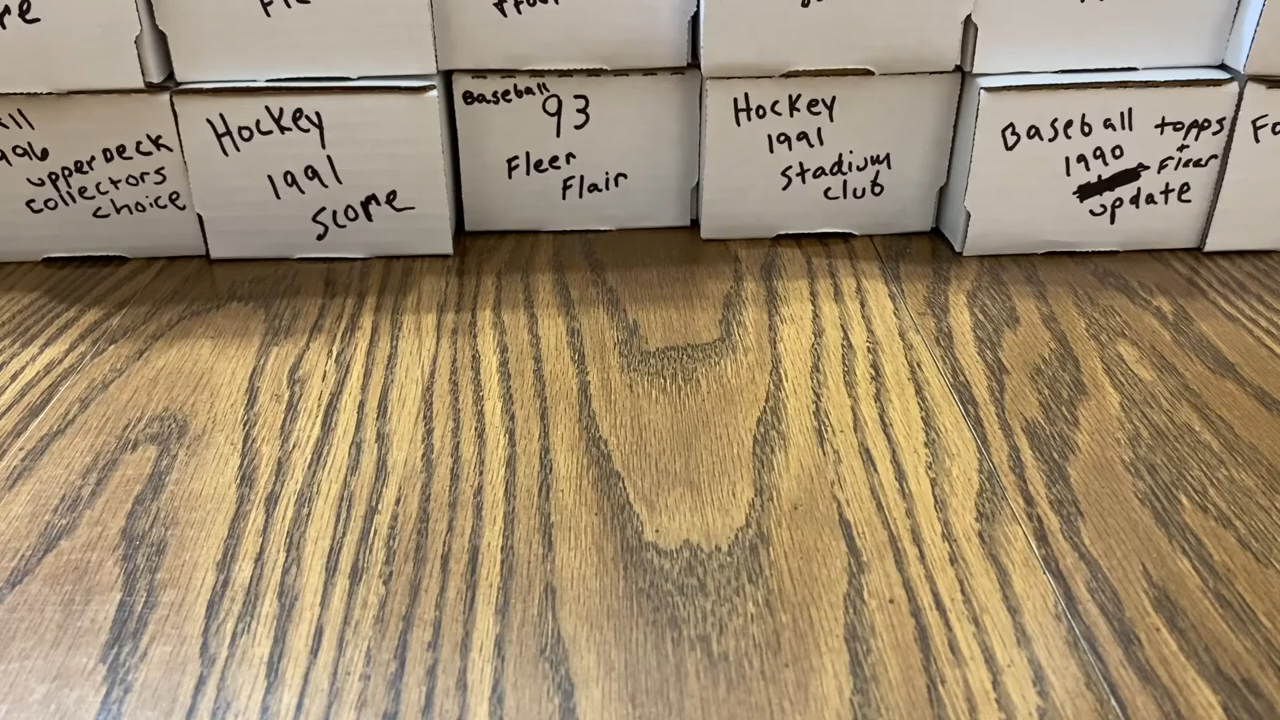 upper Deck
collectors
choice
Hockey
1991
Score
Baseball
93
Fleer
Flair
Hockey
1991
Stadium
club
Baseball topps
1990 + Fleer
update